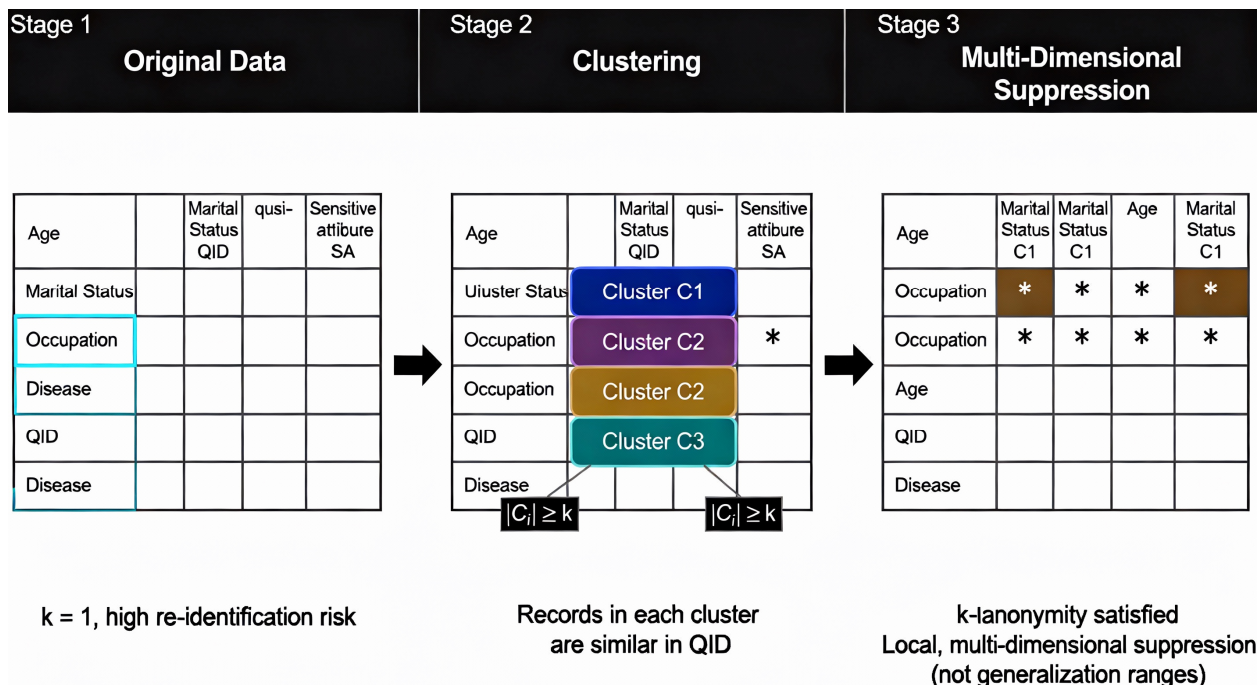 Stage 1
Original Data
Stage 2
Clustering
Stage 3
Multi-Dimensional
Suppression
Age
Marital
Status
QID
qusi-
Sensitive
attibure
SA
Marital Status
Occupation
Disease
QID
Disease
Age
Marital
Status
QID
qusi-
Sensitive
attibure
SA
Uiuster Status
Cluster C1
Occupation
Cluster C2
*
Occupation
Cluster C2
QID
Cluster C3
Disease
|Ci| ≥ k
|Ci| ≥ k
Age
Marital
Status
C1
Marital
Status
C1
Age
Marital
Status
C1
Occupation * * * *
Occupation * * * *
Age
QID
Disease
k = 1, high re-identification risk
Records in each cluster
are similar in QID
k-lanonymity satisfied
Local, multi-dimensional suppression
(not generalization ranges)